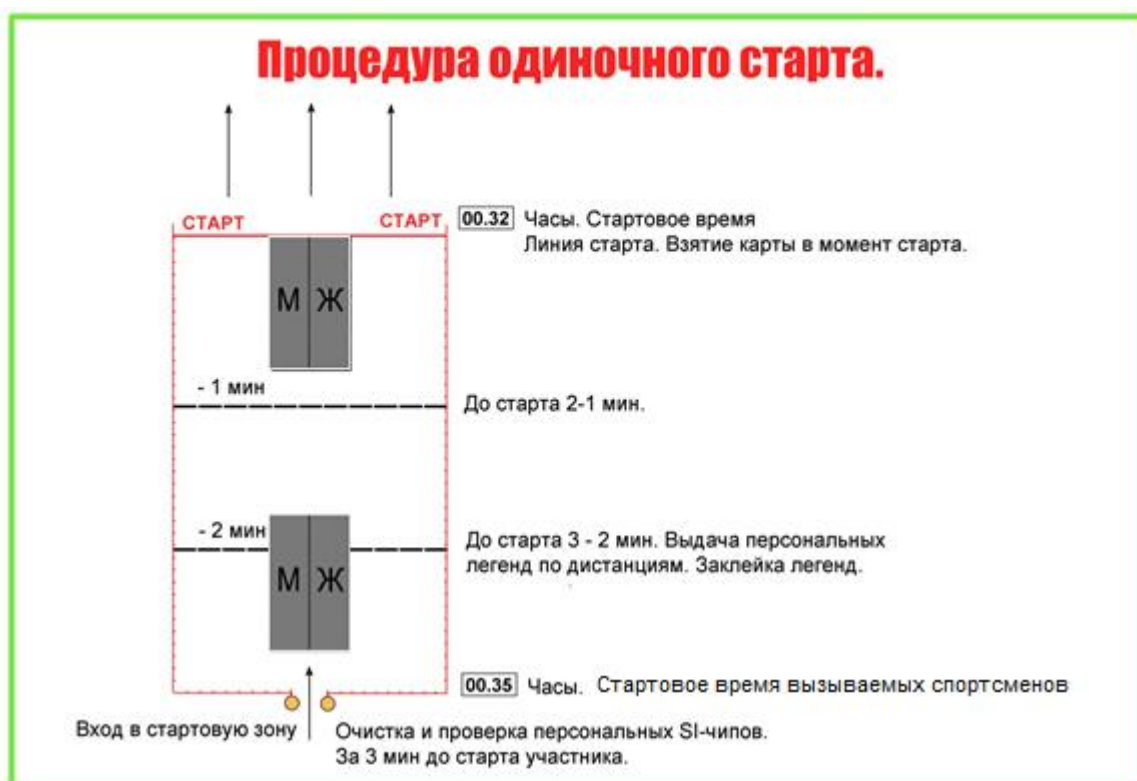 Процедура одиночного старта.
СТАРТ
СТАРТ
00.32 Часы. Стартовое время
Линия старта. Взятие карты в момент старта.
М Ж
- 1 мин
До старта 2-1 мин.
- 2 мин
До старта 3 - 2 мин. Выдача персональных
легенд по дистанциям. Заклейка легенд.
М Ж
00.35 Часы. Стартовое время вызываемых спортсменов
Вход в стартовую зону
Очистка и проверка персональных SI-чипов.
За 3 мин до старта участника.